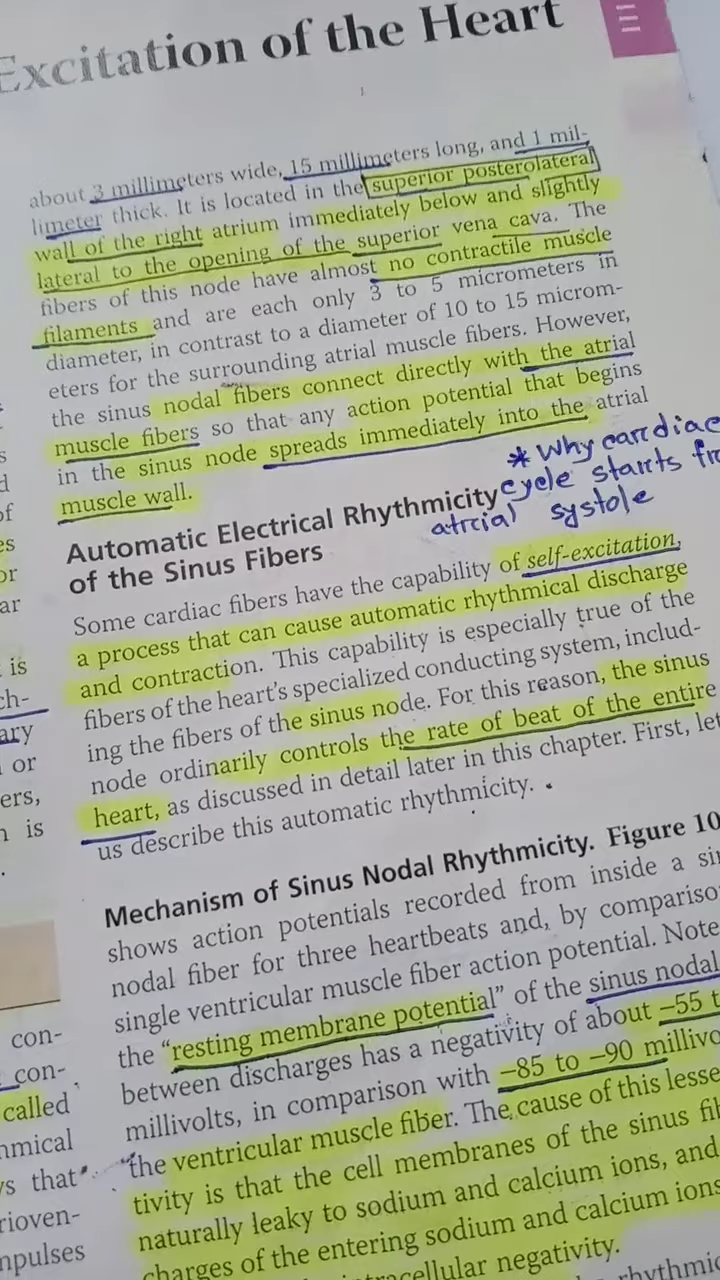 Excitation of the Heart
about 3 millimeters wide, 15 millimeters long, and 1 mil-
limeter thick. It is located in the superior posterolateral
wall of the right atrium immediately below and slightly
lateral to the opening of the superior vena cava. The
fibers of this node have almost no contractile muscle
filaments and are each only 3 to 5 micrometers in
diameter, in contrast to a diameter of 10 to 15 microm-
eters for the surrounding atrial muscle fibers. However,
the sinus nodal fibers connect directly with the atrial
muscle fibers so that any action potential that begins
in the sinus node spreads immediately into the atrial
muscle wall.
* Why cardiac
cycle starts fr
atrial systole
Automatic Electrical Rhythmicity
of the Sinus Fibers
Some cardiac fibers have the capability of self-excitation,
a process that can cause automatic rhythmical discharge
and contraction. This capability is especially true of the
fibers of the heart's specialized conducting system, includ-
ing the fibers of the sinus node. For this reason, the sinus
node ordinarily controls the rate of beat of the entire
heart, as discussed in detail later in this chapter. First, let
us describe this automatic rhythmicity.
Mechanism of Sinus Nodal Rhythmicity. Figure 10
shows action potentials recorded from inside a si
nodal fiber for three heartbeats and, by compariso
single ventricular muscle fiber action potential. Note
the "resting membrane potential" of the sinus nodal
between discharges has a negativity of about −55 t
millivolts, in comparison with −85 to −90 millivo
the ventricular muscle fiber. The cause of this lesse
tivity is that the cell membranes of the sinus fib
naturally leaky to sodium and calcium ions, and
charges of the entering sodium and calcium ions
cellular negativity.
rhythmic
is
ch-
ary
or
ers,
is
con-
con-
called
hmical
s that
rioven-
mpulses